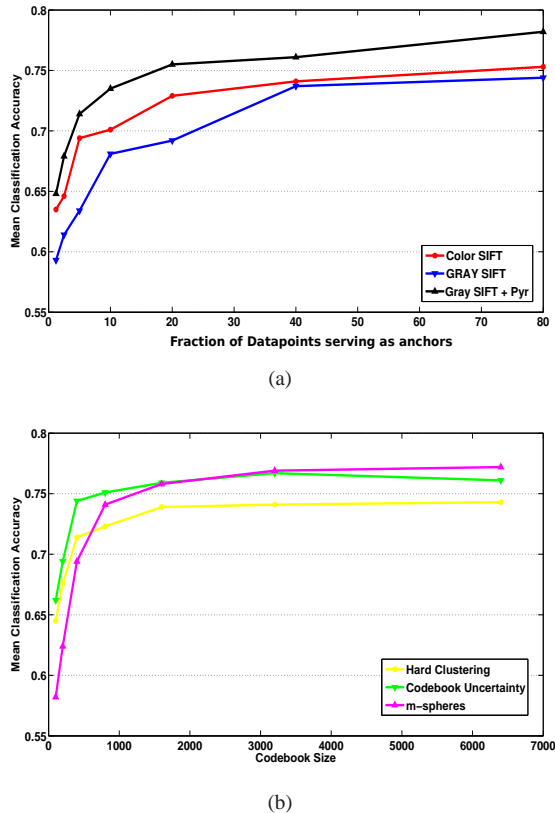 0.8
0.75
0.7
0.65
0.6
0.55
Mean Classification Accuracy
0 10 20 30 40 50 60 70 80
Fraction of Datapoints serving as anchors
Color SIFT
GRAY SIFT
Gray SIFT + Pyr
(a)
0.8
0.75
0.7
0.65
0.6
0.55
Mean Classification Accuracy
0 1000 2000 3000 4000 5000 6000 7000
Codebook Size
Hard Clustering
Codebook Uncertainty
m−spheres
(b)